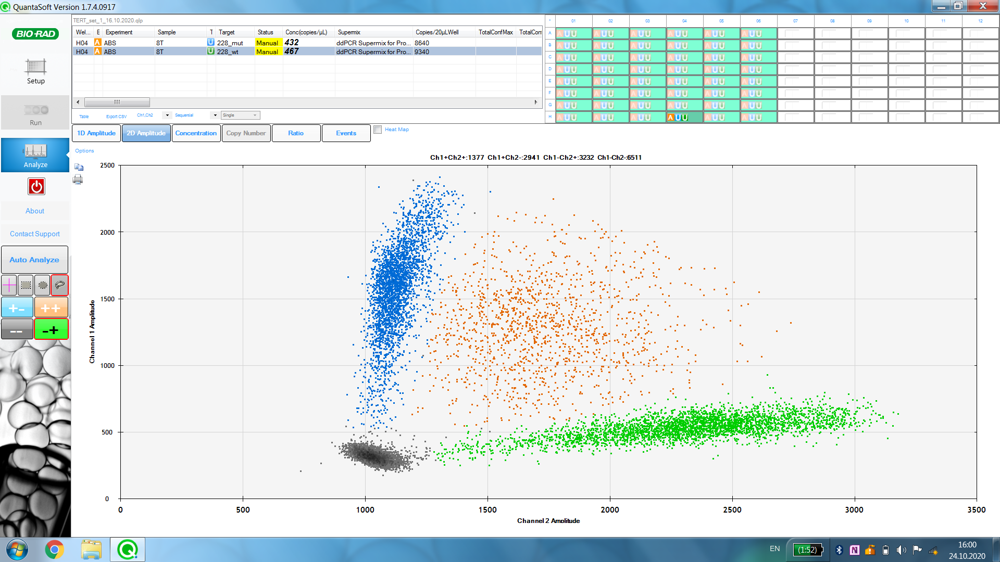 QuantaSoft Version 1.7.4.0917
BIO-RAD
Setup
Run
Analyze
About
Contact Support
Auto Analyze
+- ++
-- -+
TERT_set_1_16.10.2020.qlp
Wel... E Experiment Sample T Target Status Conc(copies/µL) Supermix Copies/20µLWell TotalConfMax TotalCon
H04 A ABS 8T U 228_mut Manual 432 ddPCR Supermix for Pro... 8640
H04 A ABS 8T U 228_wt Manual 467 ddPCR Supermix for Pro... 9340
Table Export CSV Ch1,Ch2 Sequential Single
01 02 03 04 05 06 07 08 09 10 11 12
A AUU AUU AUU AUU AUU AUU
B AUU AUU AUU AUU AUU AUU
C AUU AUU AUU AUU AUU AUU
D AUU AUU AUU AUU AUU AUU
E AUU AUU AUU AUU AUU AUU
F AUU AUU AUU AUU AUU AUU
G AUU AUU AUU AUU AUU AUU
H AUU AUU AUU AUU AUU AUU
1D Amplitude 2D Amplitude Concentration Copy Number Ratio Events Heat Map
Options
Ch1+Ch2+:1377 Ch1+Ch2-:2941 Ch1-Ch2+:3232 Ch1-Ch2-:6511
2500
2000
1500
1000
500
0
Channel 1 Amplitude
0 500 1000 1500 2000 2500 3000 3500
Channel 2 Amplitude
EN (1:52) N 16:00
24.10.2020